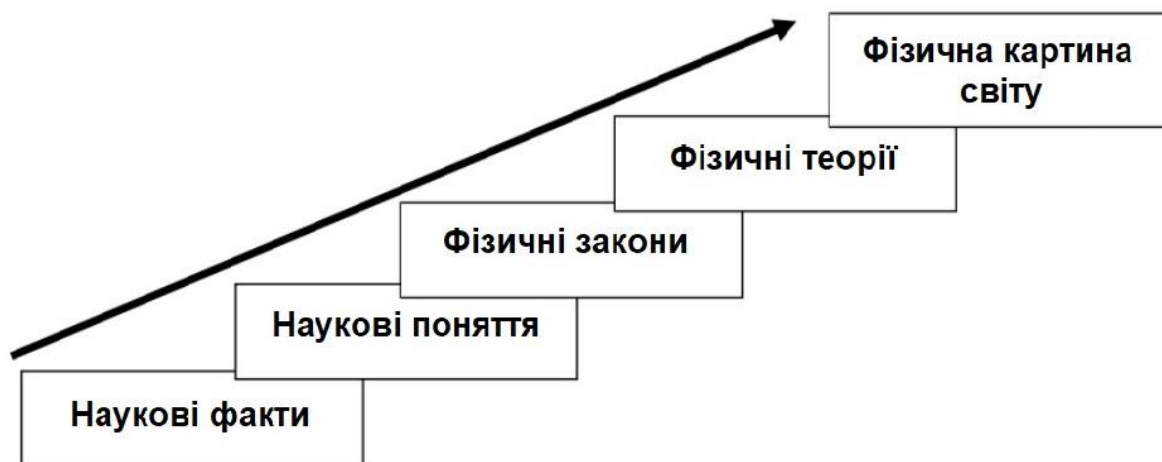 Фізична картина
світу
Фізичні теорії
Фізичні закони
Наукові поняття
Наукові факти